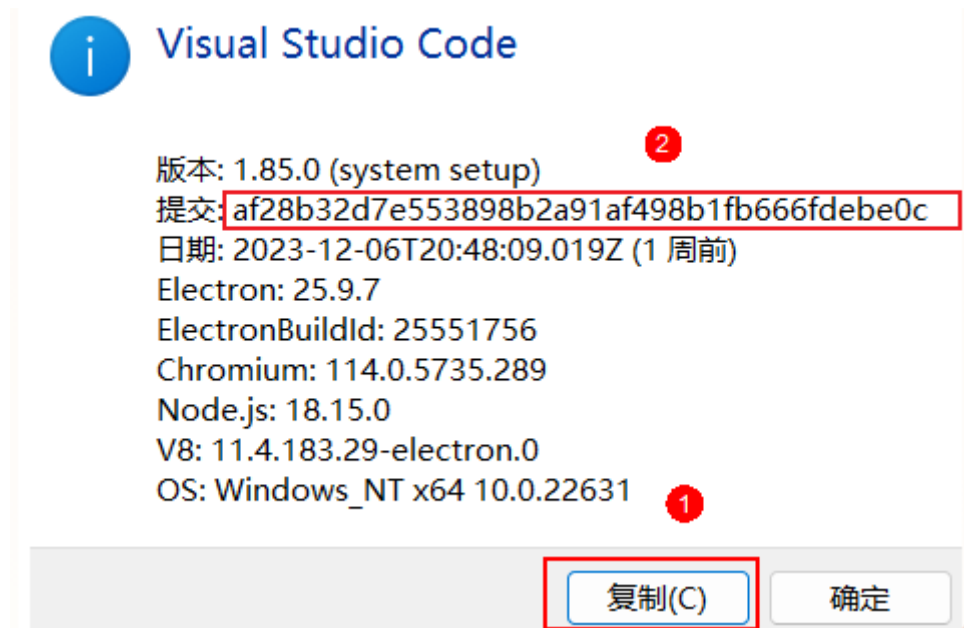 Visual Studio Code
2
版本: 1.85.0 (system setup)
提交: af28b32d7e553898b2a91af498b1fb666fdebe0c
日期: 2023-12-06T20:48:09.019Z (1 周前)
Electron: 25.9.7
ElectronBuildId: 25551756
Chromium: 114.0.5735.289
Node.js: 18.15.0
V8: 11.4.183.29-electron.0
OS: Windows_NT x64 10.0.22631
1
复制(C) 确定